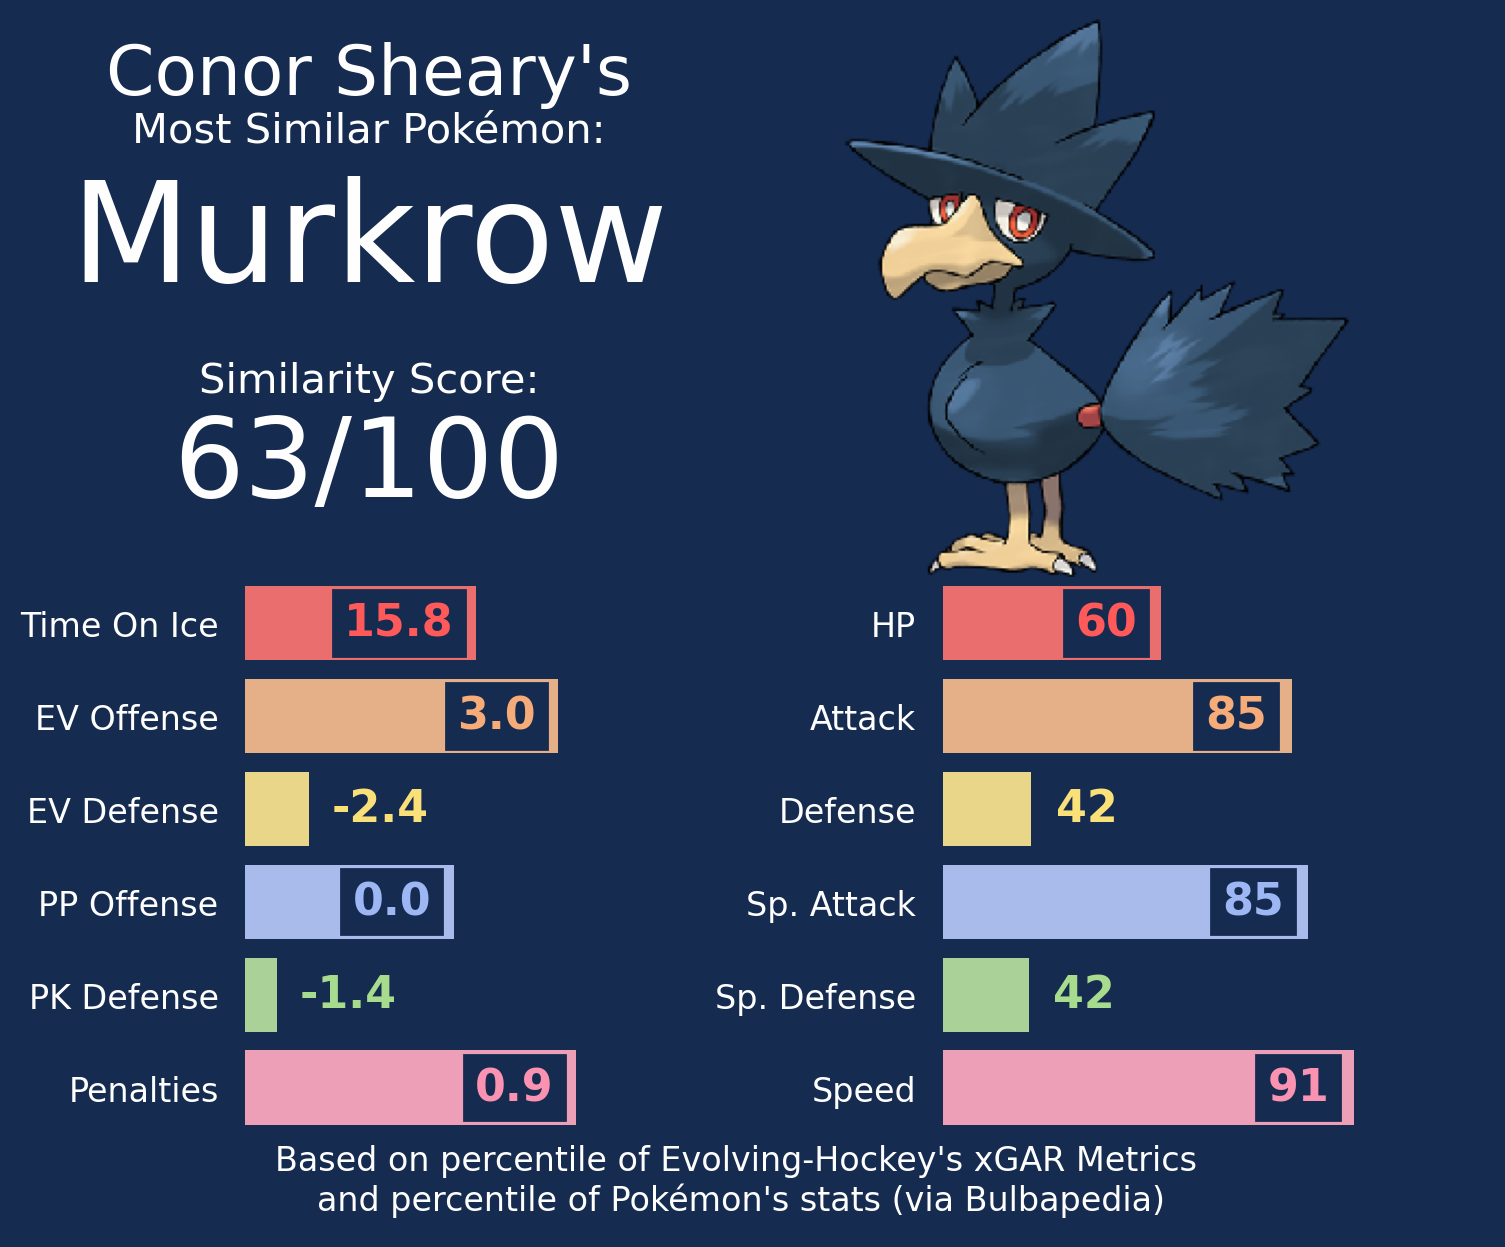 Conor Sheary's
Most Similar Pokémon:
Murkrow
Similarity Score:
63/100
Time On Ice 15.8
EV Offense 3.0
EV Defense -2.4
PP Offense 0.0
PK Defense -1.4
Penalties 0.9
HP 60
Attack 85
Defense 42
Sp. Attack 85
Sp. Defense 42
Speed 91
Based on percentile of Evolving-Hockey's xGAR Metrics
and percentile of Pokémon's stats (via Bulbapedia)